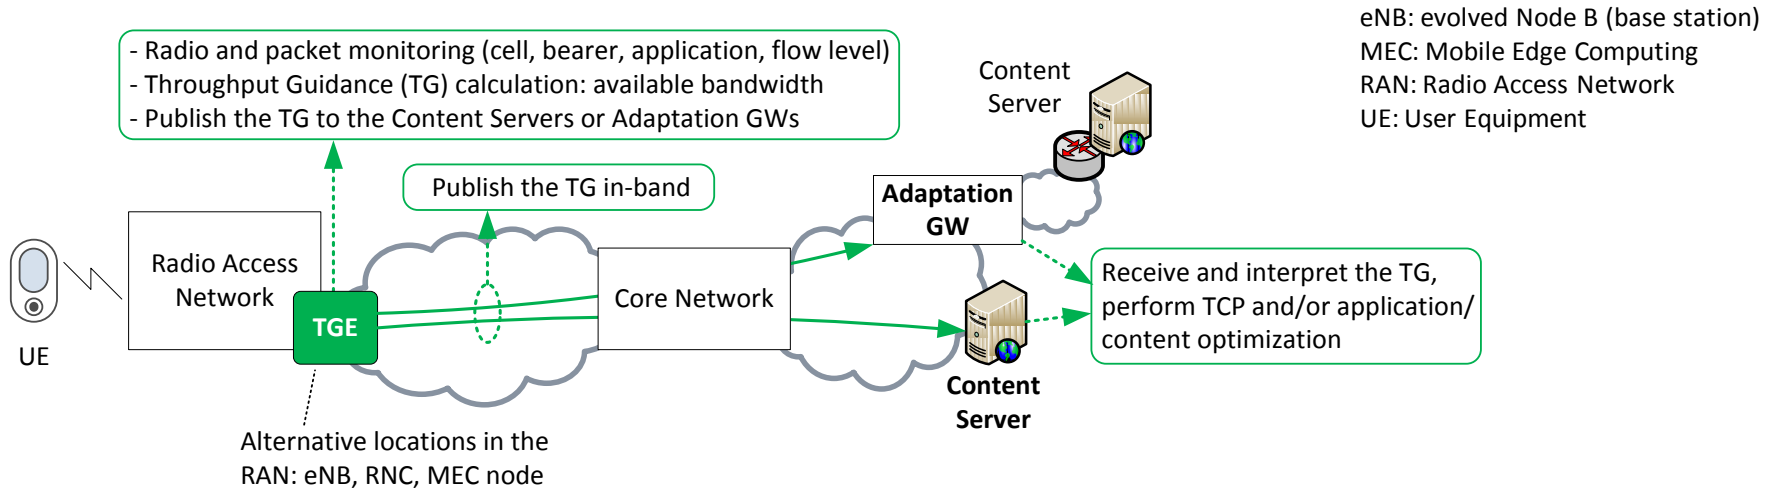 eNB: evolved Node B (base station)
MEC: Mobile Edge Computing
RAN: Radio Access Network
UE: User Equipment
- Radio and packet monitoring (cell, bearer, application, flow level)
- Throughput Guidance (TG) calculation: available bandwidth
- Publish the TG to the Content Servers or Adaptation GWs
Content
Server
Publish the TG in-band
Adaptation
GW
Radio Access
Network
TGE
Core Network
UE
Receive and interpret the TG,
perform TCP and/or application/
content optimization
Content
Server
Alternative locations in the
RAN: eNB, RNC, MEC node